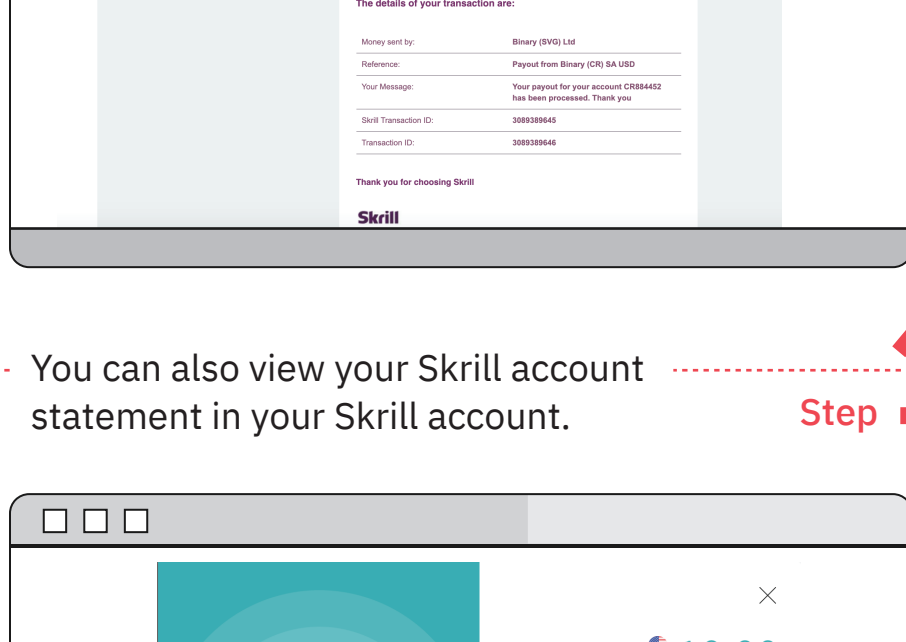 The details of your transaction are:
Money sent by: Binary (SVG) Ltd
Reference: Payout from Binary (CR) SA USD
Your Message: Your payout for your account CR884452
has been processed. Thank you
Skrill Transaction ID: 3089389645
Transaction ID: 3089389646
Thank you for choosing Skrill
Skrill
You can also view your Skrill account
statement in your Skrill account.
Step